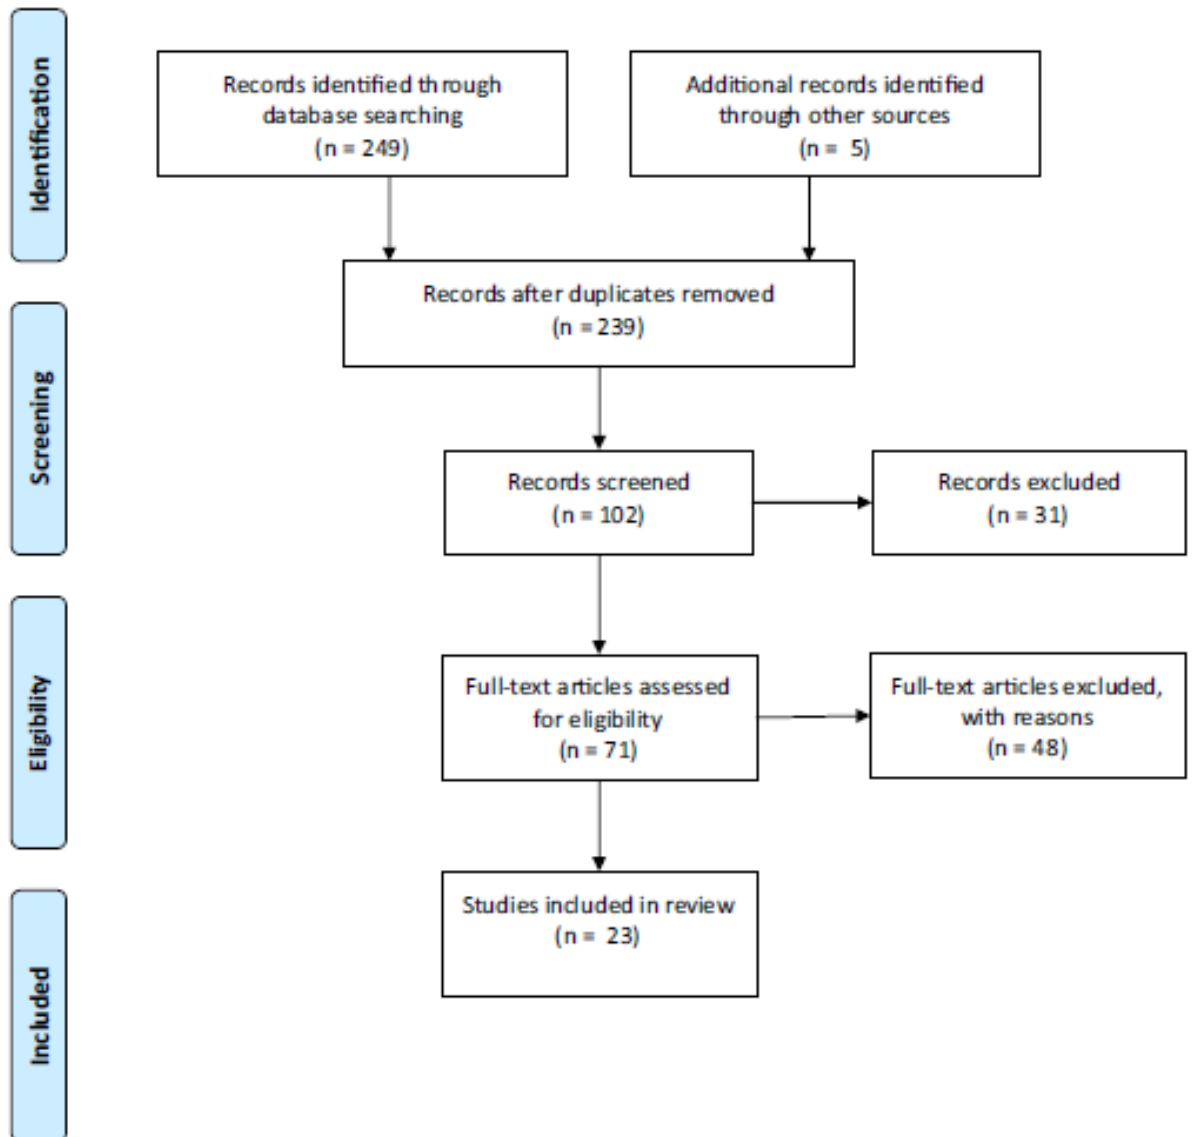 Identification
Records identified through
database searching
(n = 249)
Additional records identified
through other sources
(n = 5)
Records after duplicates removed
(n = 239)
Screening
Records screened
(n = 102)
Records excluded
(n = 31)
Eligibility
Full-text articles assessed
for eligibility
(n = 71)
Full-text articles excluded,
with reasons
(n = 48)
Included
Studies included in review
(n = 23)